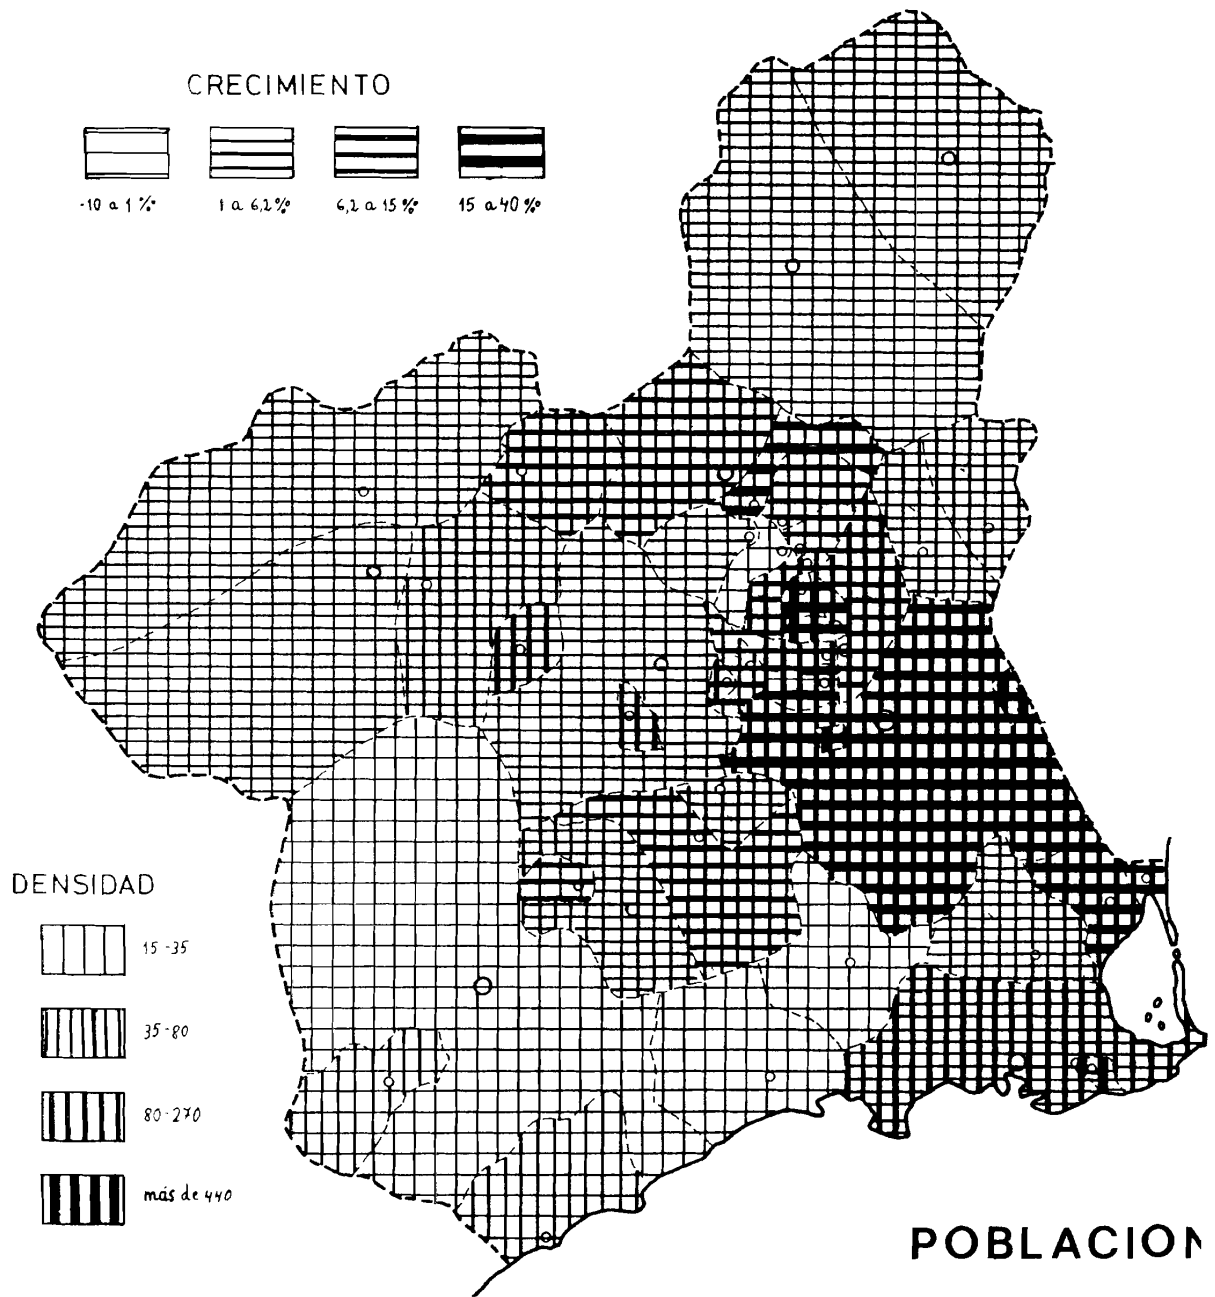 CRECIMIENTO
-10 a 1 %
1 a 6,2 %
6,2 a 15 %
15 a 40 %
DENSIDAD
15 - 35
35 - 80
80 - 270
más de 440
POBLACION